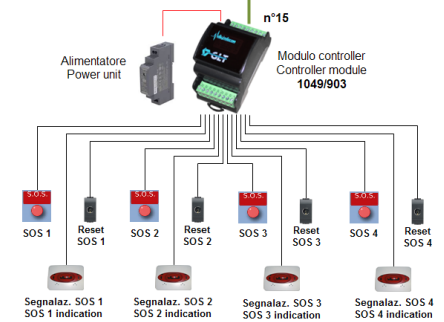 n°15
Alimentatore
Power unit
GLT
Modulo controller
Controller module
1049/903
S.O.S.
S.O.S.
S.O.S.
S.O.S.
SOS 1
Reset
SOS 1
SOS 2
Reset
SOS 2
SOS 3
Reset
SOS 3
SOS 4
Reset
SOS 4
Segnalaz. SOS 1
SOS 1 indication
Segnalaz. SOS 2
SOS 2 indication
Segnalaz. SOS 3
SOS 3 indication
Segnalaz. SOS 4
SOS 4 indication